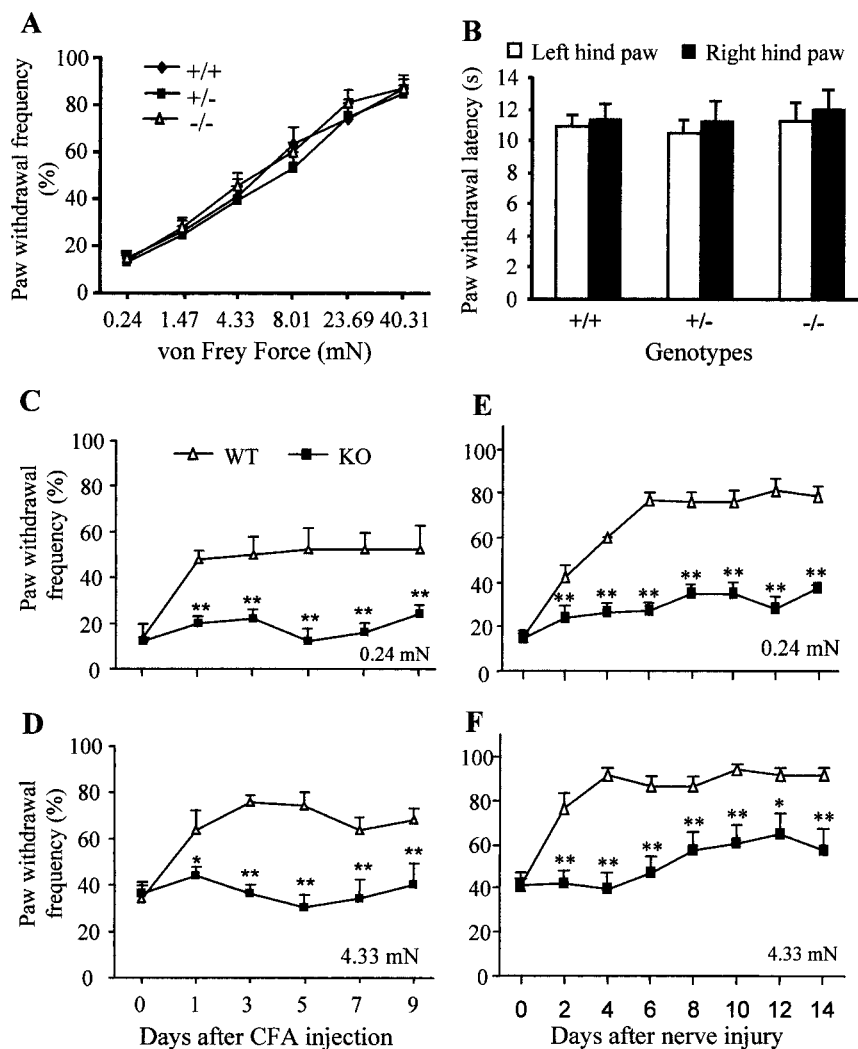 A
Paw withdrawal frequency
(%)
100
80
60
40
20
0
+/+
+/-
-/-
0.24 1.47 4.33 8.01 23.69 40.31
von Frey Force (mN)
B
Left hind paw Right hind paw
Paw withdrawal latency (s)
14
12
10
8
6
4
2
0
+/+ +/- -/-
Genotypes
C
Paw withdrawal
frequency (%)
100
80
60
40
20
0
WT KO
** ** ** ** **
0.24 mN
D
Paw withdrawal
frequency (%)
100
80
60
40
20
0
* ** ** ** **
4.33 mN
0 1 3 5 7 9
Days after CFA injection
E
100
80
60
40
20
0
** ** ** ** ** ** **
0.24 mN
F
100
80
60
40
20
0
** ** ** ** ** * **
4.33 mN
0 2 4 6 8 10 12 14
Days after nerve injury